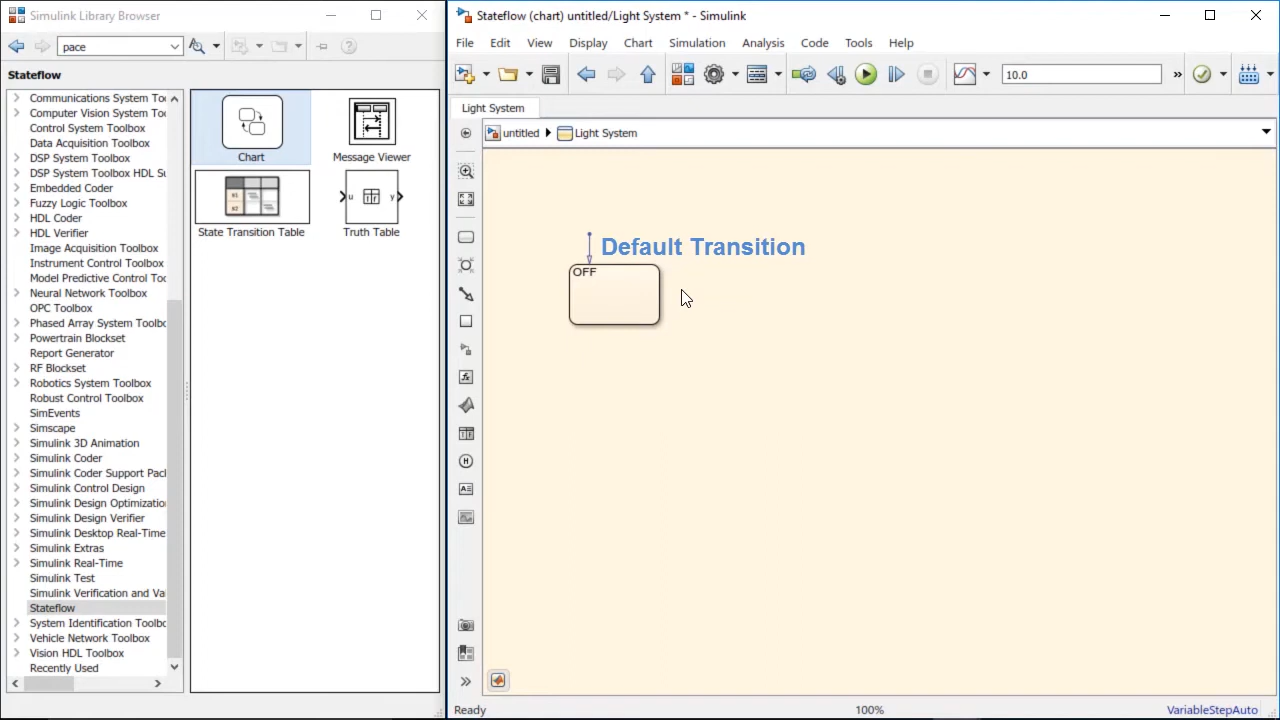 Simulink Library Browser
pace
Stateflow
Communications System Too
Computer Vision System Too
Control System Toolbox
Data Acquisition Toolbox
DSP System Toolbox
DSP System Toolbox HDL Su
Embedded Coder
Fuzzy Logic Toolbox
HDL Coder
HDL Verifier
Image Acquisition Toolbox
Instrument Control Toolbox
Model Predictive Control Too
Neural Network Toolbox
OPC Toolbox
Phased Array System Toolbo
Powertrain Blockset
Report Generator
RF Blockset
Robotics System Toolbox
Robust Control Toolbox
SimEvents
Simscape
Simulink 3D Animation
Simulink Coder
Simulink Coder Support Pack
Simulink Control Design
Simulink Design Optimization
Simulink Design Verifier
Simulink Desktop Real-Time
Simulink Extras
Simulink Real-Time
Simulink Test
Simulink Verification and Va
Stateflow
System Identification Toolbo
Vehicle Network Toolbox
Vision HDL Toolbox
Recently Used
Chart
Message Viewer
u y
State Transition Table
Truth Table
Stateflow (chart) untitled/Light System * - Simulink
File Edit View Display Chart Simulation Analysis Code Tools Help
10.0
Light System
untitled Light System
Default Transition
OFF
Ready
100%
VariableStepAuto